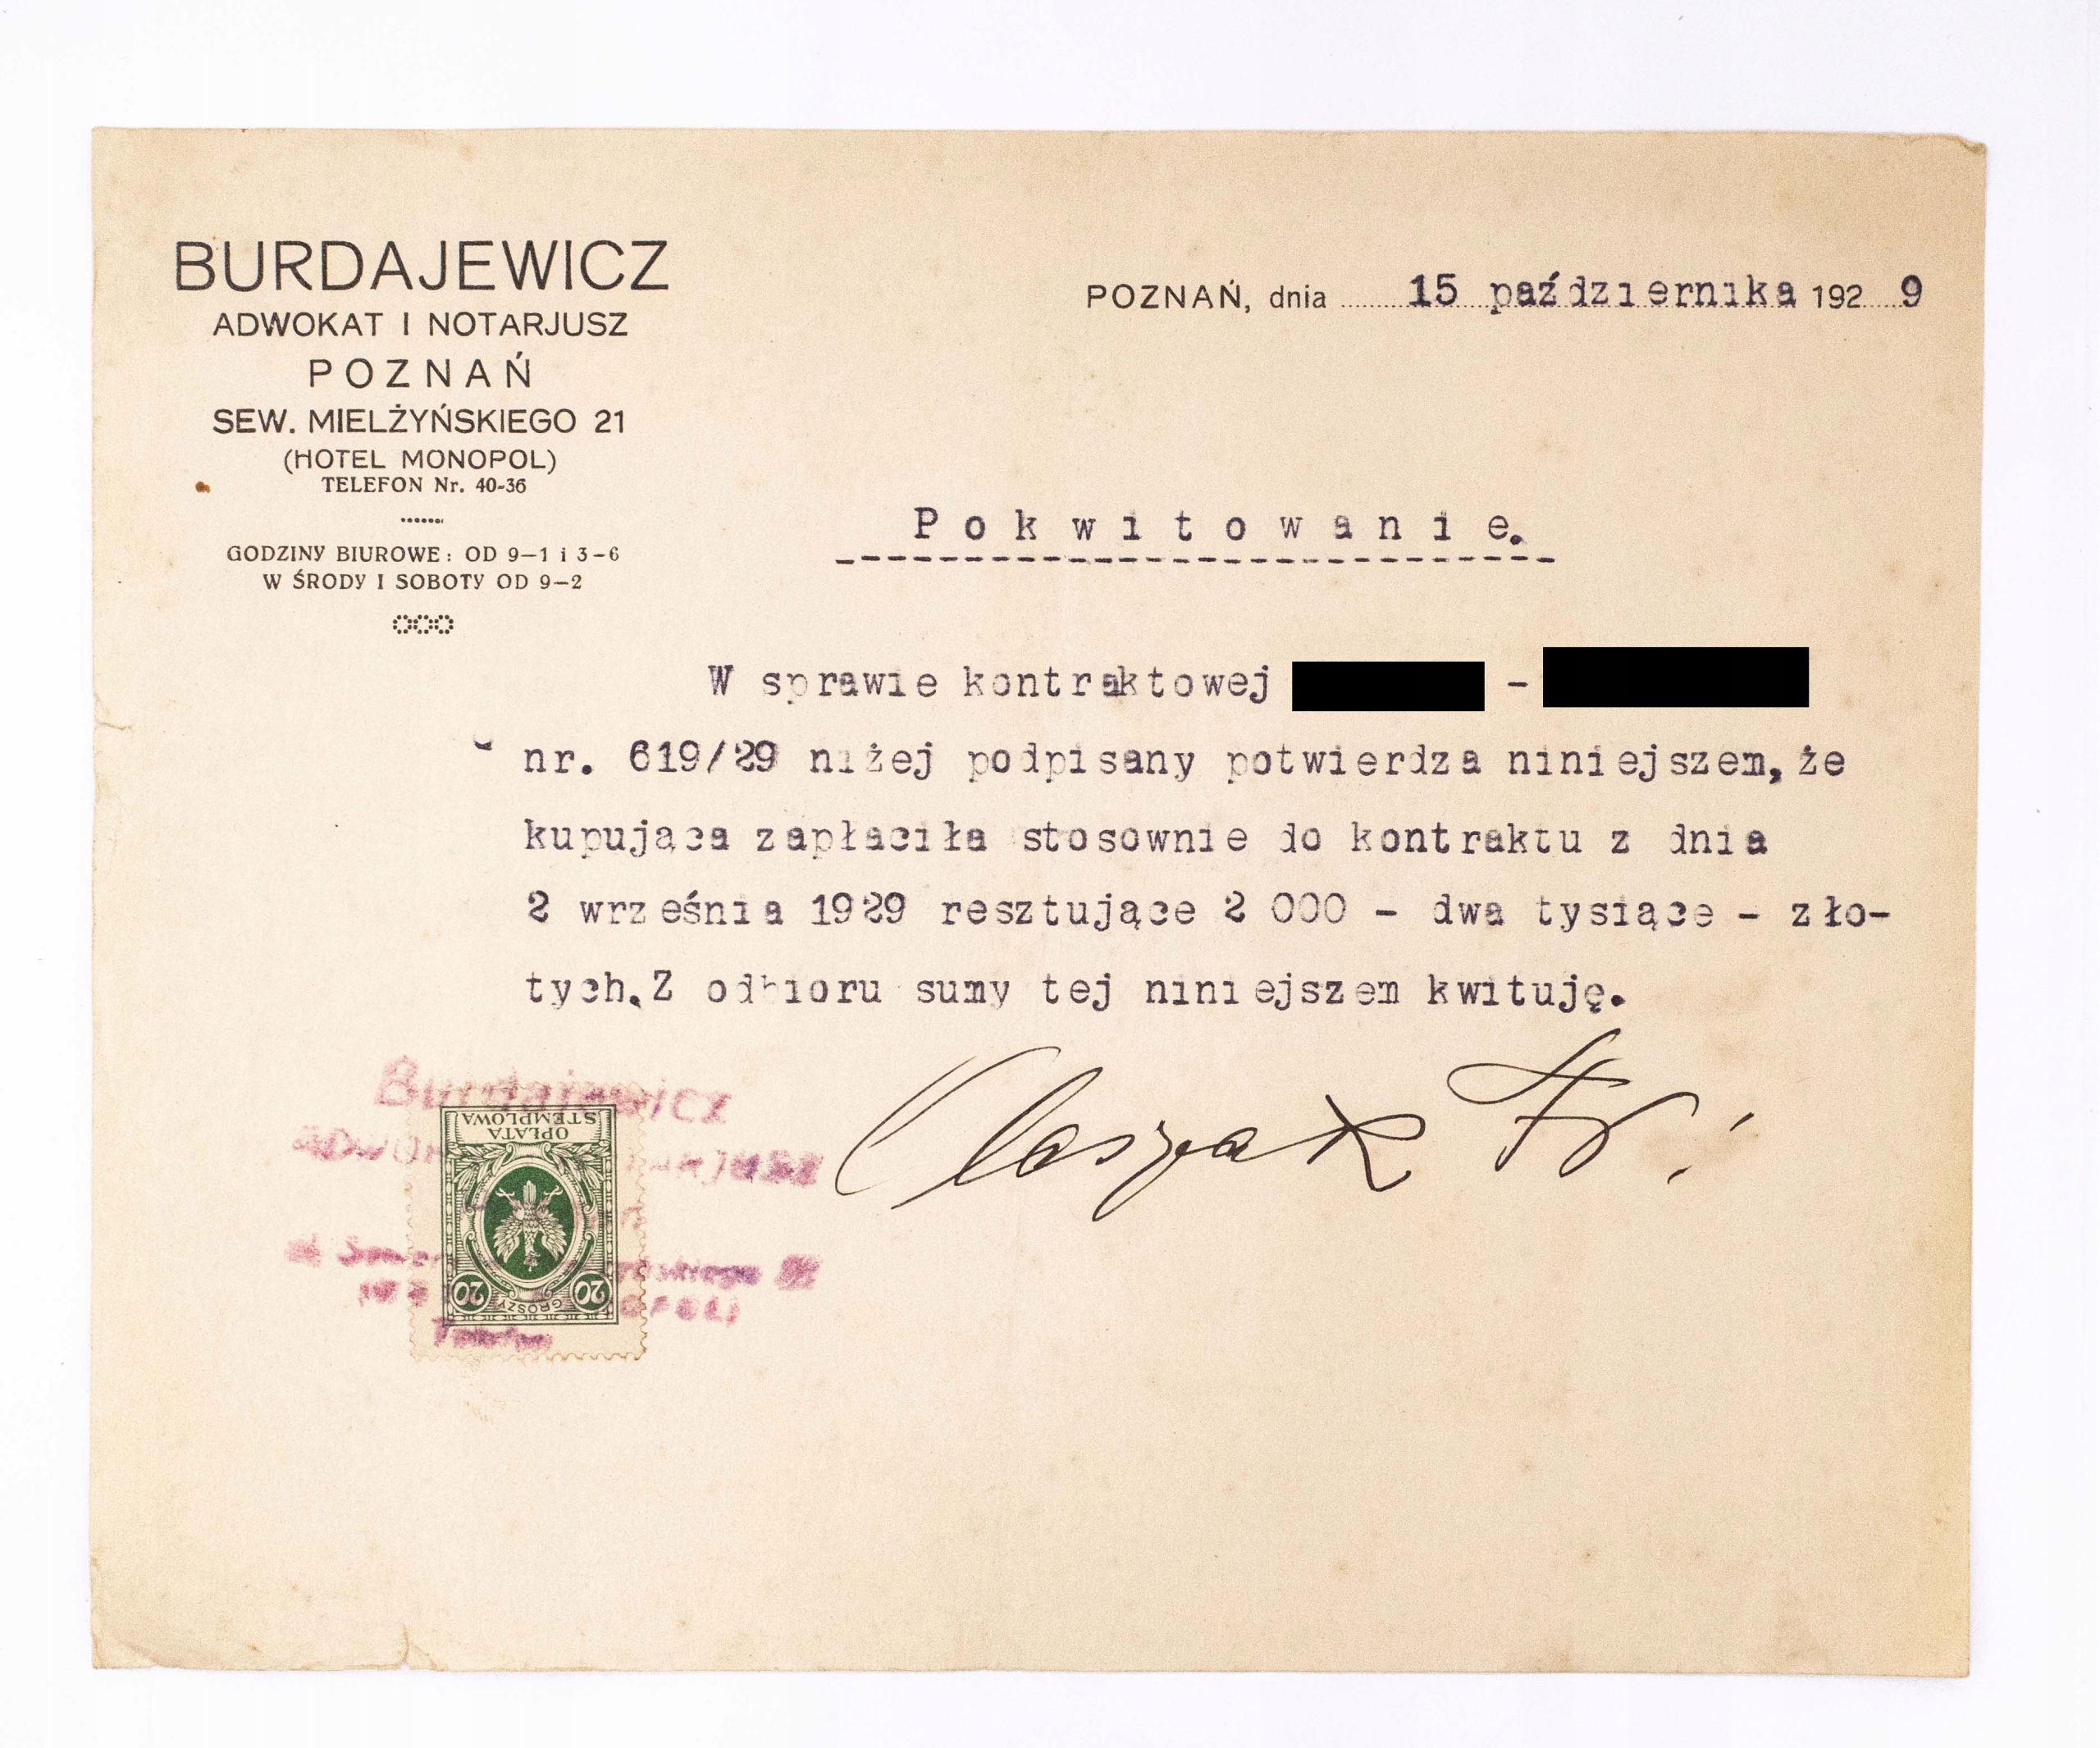 BURDAJEWICZ
ADWOKAT I NOTARJUSZ
POZNAŃ
SEW. MIELŻYŃSKIEGO 21
(HOTEL MONOPOL)
TELEFON Nr. 40-36
GODZINY BIUROWE: OD 9–1 i 3–6
W ŚRODY I SOBOTY OD 9–2
POZNAŃ, dnia 15 października 1929
Pokwitowanie.
W sprawie kontraktowej -
nr. 619/29 niżej podpisany potwierdza niniejszem, że
kupująca zapłaciła stosownie do kontraktu z dnia
2 września 1929 resztujące 2 000 - dwa tysiące - zło-
tych. Z odbioru sumy tej niniejszem kwituję.
Burdajewicz
Telefon
OPŁATA
STEMPLOWA
20 GROSZY 20